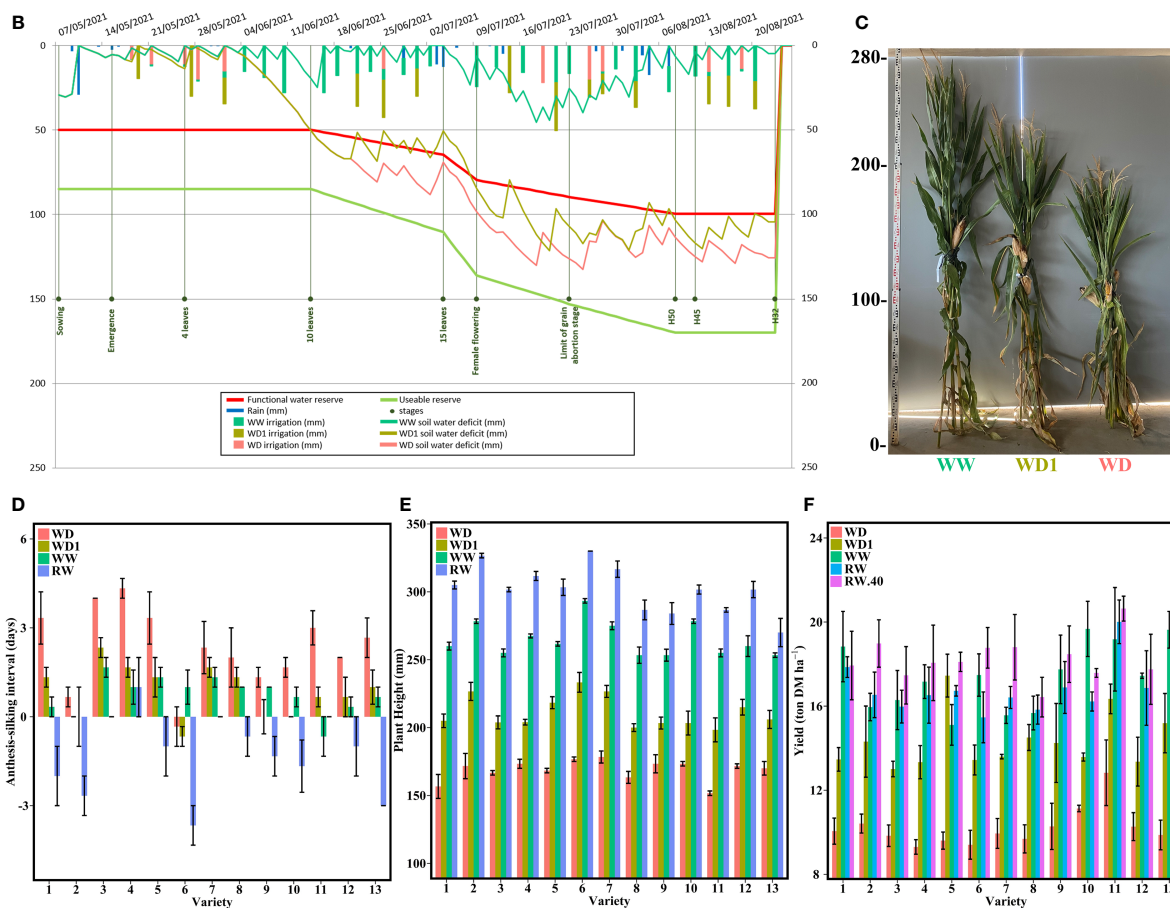 B
07/05/2021 14/05/2021 21/05/2021 28/05/2021 04/06/2021 11/06/2021 18/06/2021 25/06/2021 02/07/2021 09/07/2021 16/07/2021 23/07/2021 30/07/2021 06/08/2021 13/08/2021 20/08/2021
0 0
50 50
100 100
150 150
200 200
250 250
Sowing
Emergence
4 leaves
10 leaves
15 leaves
Female flowering
Limit of grain
abortion stage
H50
H45
H32
Functional water reserve
Rain (mm)
WW irrigation (mm)
WD1 irrigation (mm)
WD irrigation (mm)
Useable reserve
stages
WW soil water deficit (mm)
WD1 soil water deficit (mm)
WD soil water deficit (mm)
C
280-
200-
100-
0-
WW WD1 WD
D
WD
WD1
WW
RW
Anthesis-silking interval (days)
6
3
0
-3
1 2 3 4 5 6 7 8 9 10 11 12 13
Variety
E
WD
WD1
WW
RW
Plant Height (mm)
350
300
250
200
150
100
1 2 3 4 5 6 7 8 9 10 11 12 13
Variety
F
WD
WD1
WW
RW
RW.40
Yield (ton DM ha⁻¹)
24
20
16
12
8
1 2 3 4 5 6 7 8 9 10 11 12
Variety